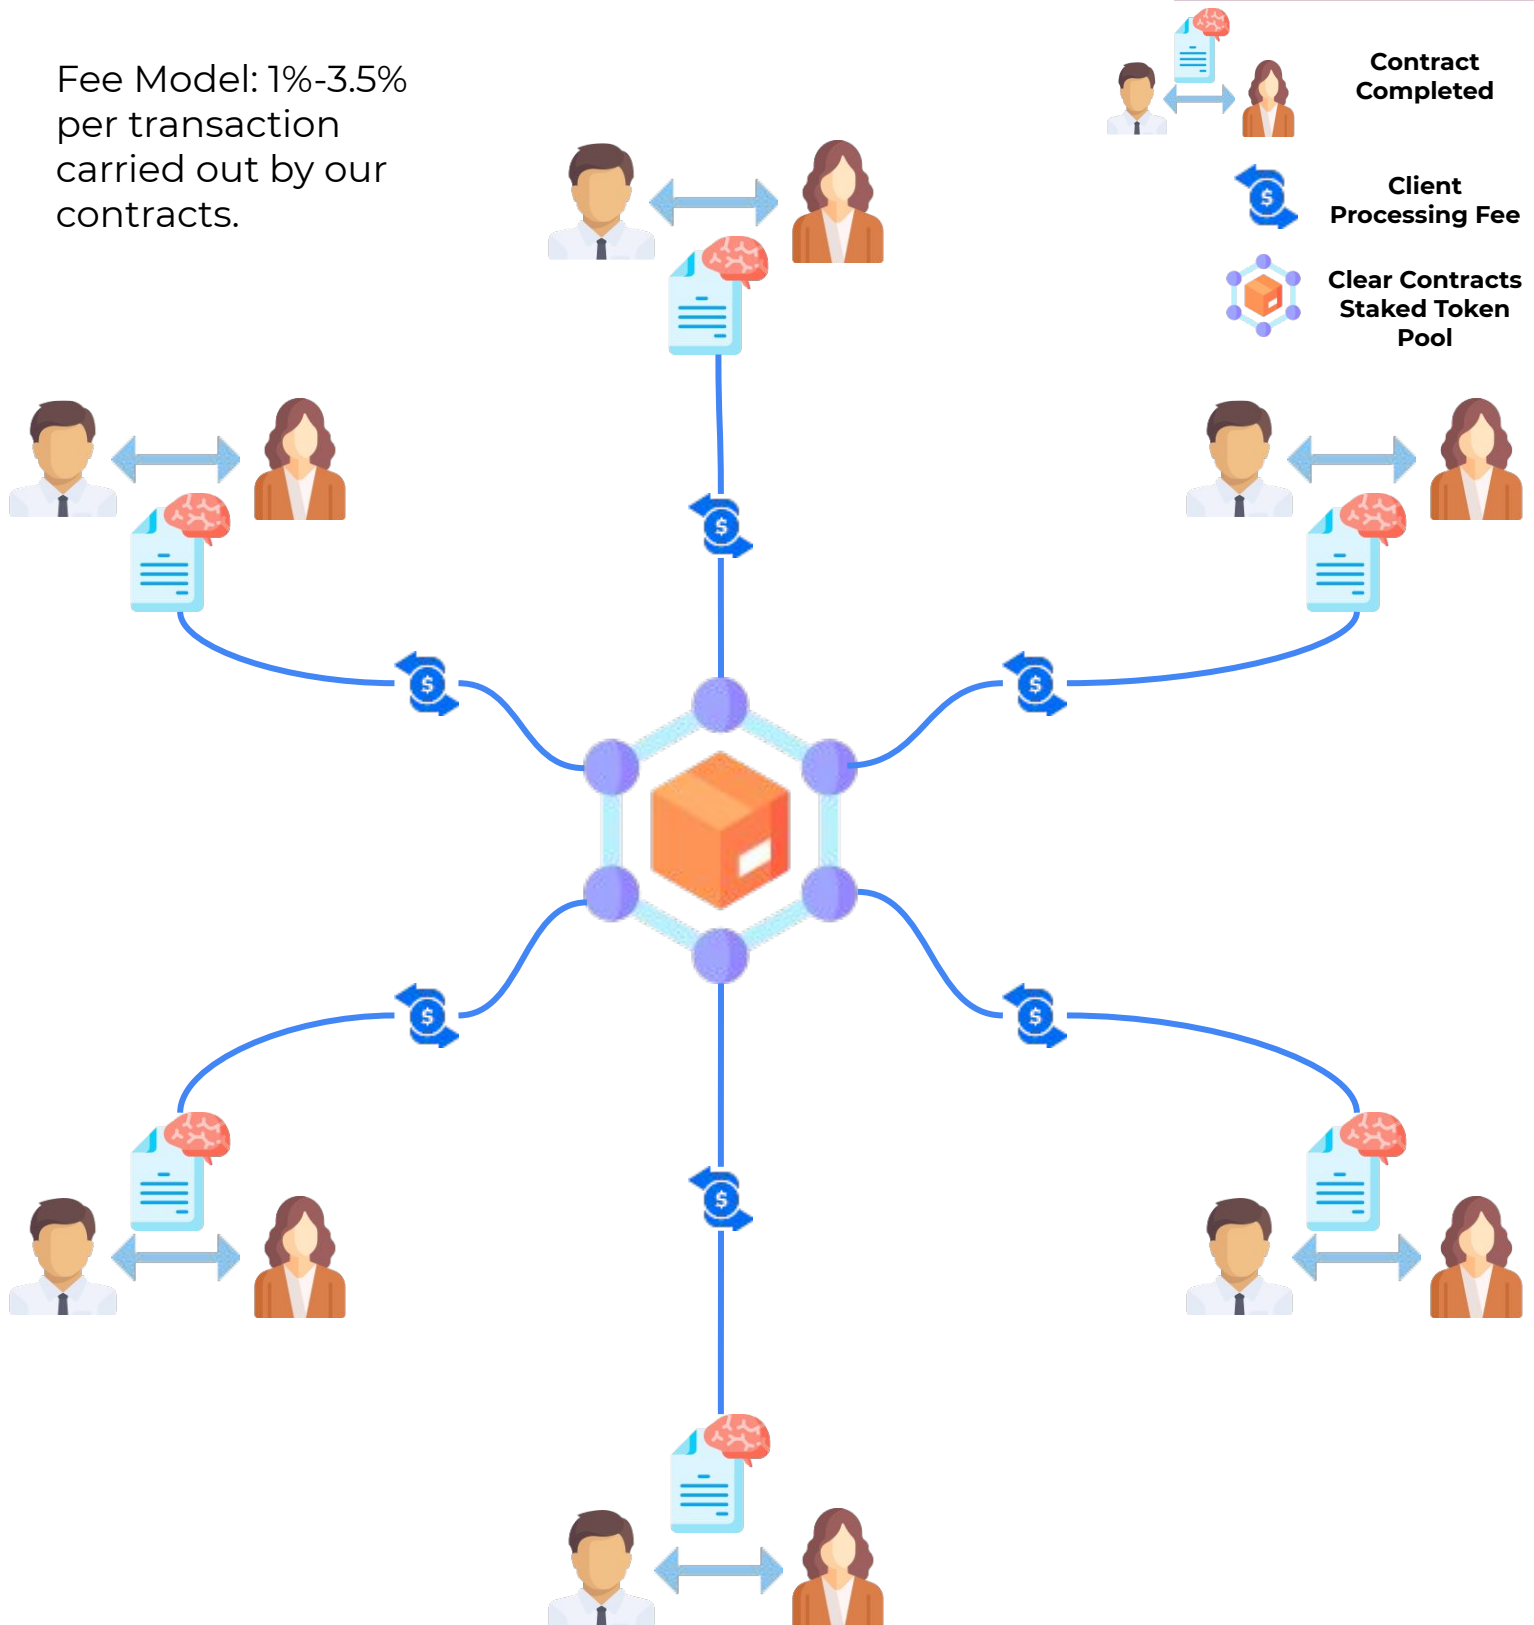 Fee Model: 1%-3.5%
per transaction
carried out by our
contracts.
Contract
Completed
Client
Processing Fee
Clear Contracts
Staked Token
Pool
$
$
$
$
$
$
$